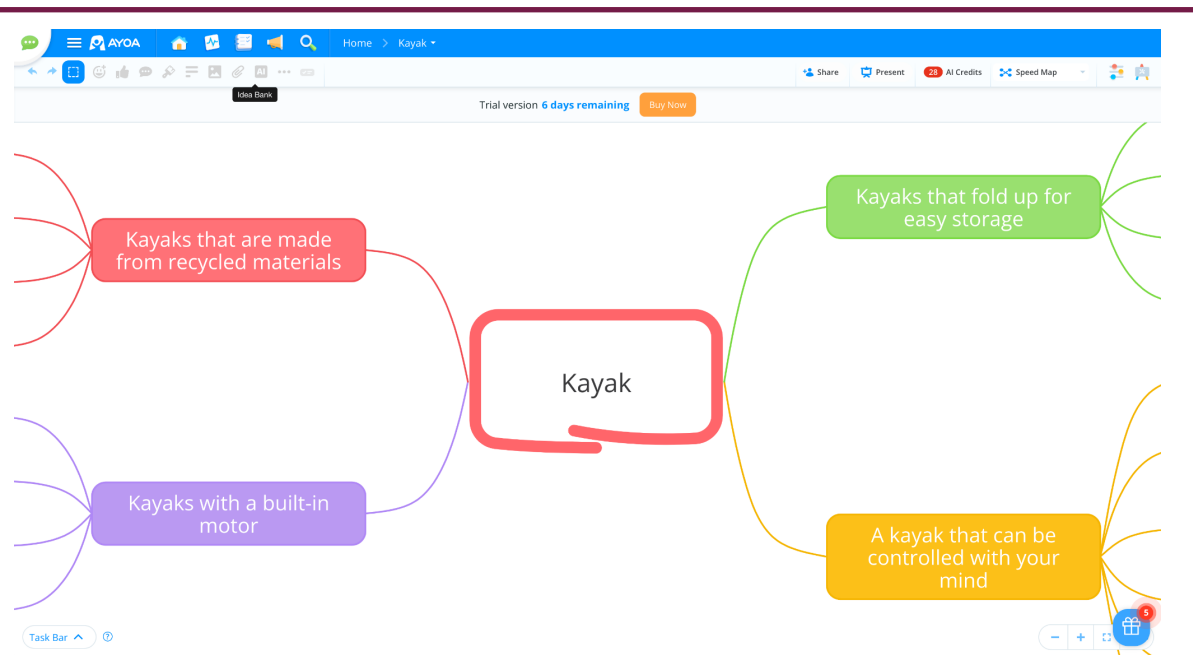 AYOA
Home > Kayak
AI
Share
Present
28 AI Credits
Speed Map
Idea Bank
Trial version 6 days remaining
Buy Now
Kayaks that fold up for
easy storage
Kayaks that are made
from recycled materials
Kayak
Kayaks with a built-in
motor
A kayak that can be
controlled with your
mind
5
Task Bar
?